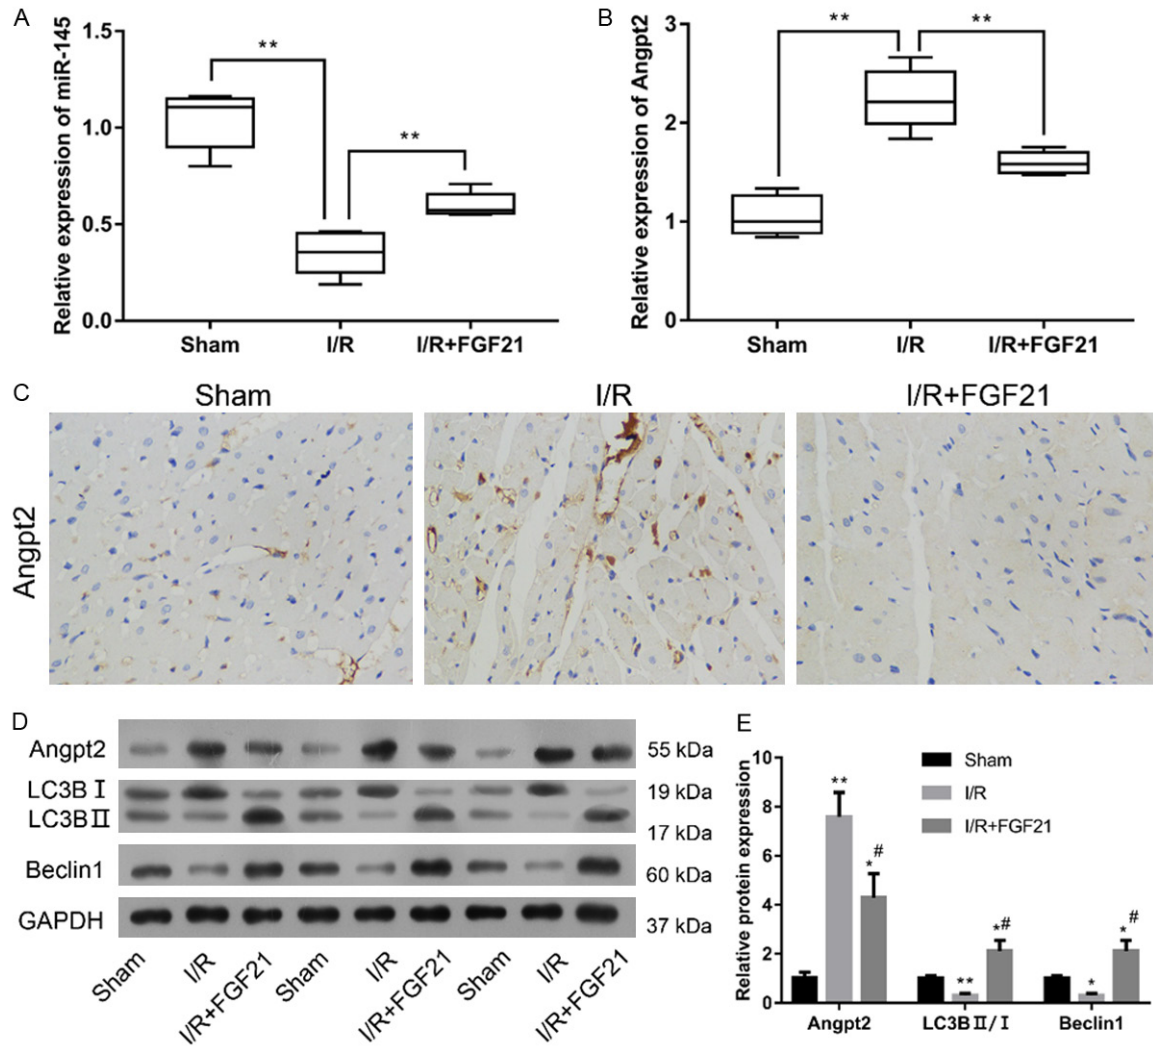 A
Relative expression of miR-145
1.5
1.0
0.5
0.0
**
**
Sham
I/R
I/R+FGF21
B
Relative expression of Angpt2
3
2
1
0
**
**
Sham
I/R
I/R+FGF21
C
Sham
I/R
I/R+FGF21
Angpt2
D
Angpt2
55 kDa
LC3B I
19 kDa
LC3B II
17 kDa
Beclin1
60 kDa
GAPDH
37 kDa
Sham
I/R
I/R+FGF21
Sham
I/R
I/R+FGF21
Sham
I/R
I/R+FGF21
E
Relative protein expression
10
8
6
4
2
0
Sham
I/R
I/R+FGF21
**
*#
**
*#
*
*#
Angpt2
LC3B II/I
Beclin1